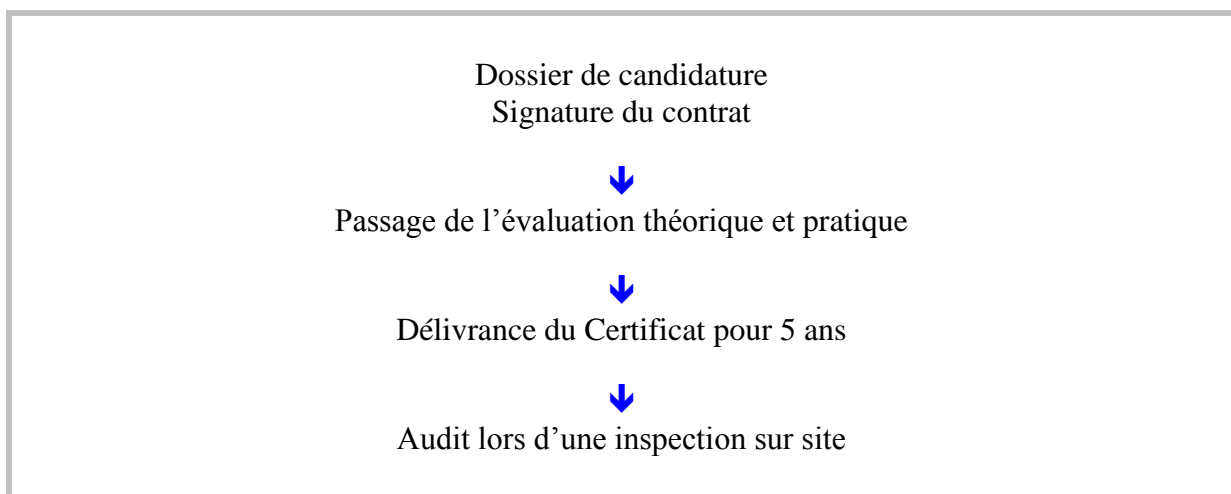 Dossier de candidature
Signature du contrat
Passage de l’évaluation théorique et pratique
Délivrance du Certificat pour 5 ans
Audit lors d’une inspection sur site